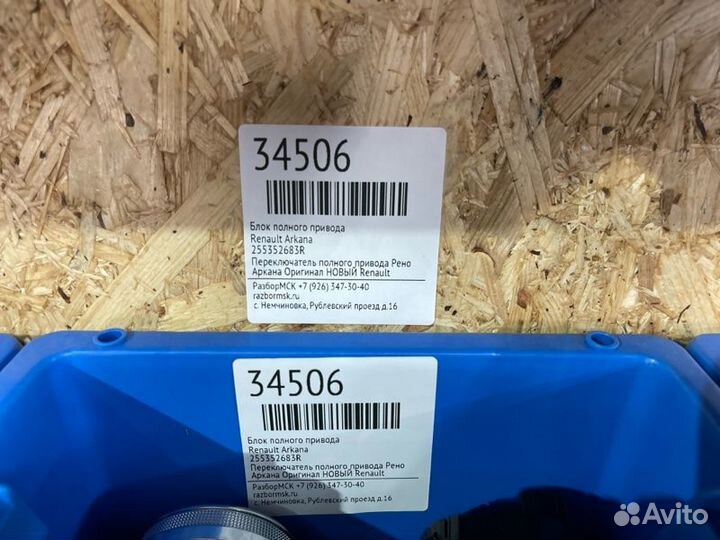 34506
Блок полного привода
Renault Arkana
255352683R
Переключатель полного привода Рено
Аркана Оригинал НОВЫЙ Renault
РазборМСК +7 (926) 347-30-40
razbormsk.ru
с. Немчиновка, Рублевский проезд д.16
34506
Блок полного привода
Renault Arkana
255352683R
Переключатель полного привода Рено
Аркана Оригинал НОВЫЙ Renault
РазборМСК +7 (926) 347-30-40
razbormsk.ru
с. Немчиновка, Рублевский проезд д.16
Avito